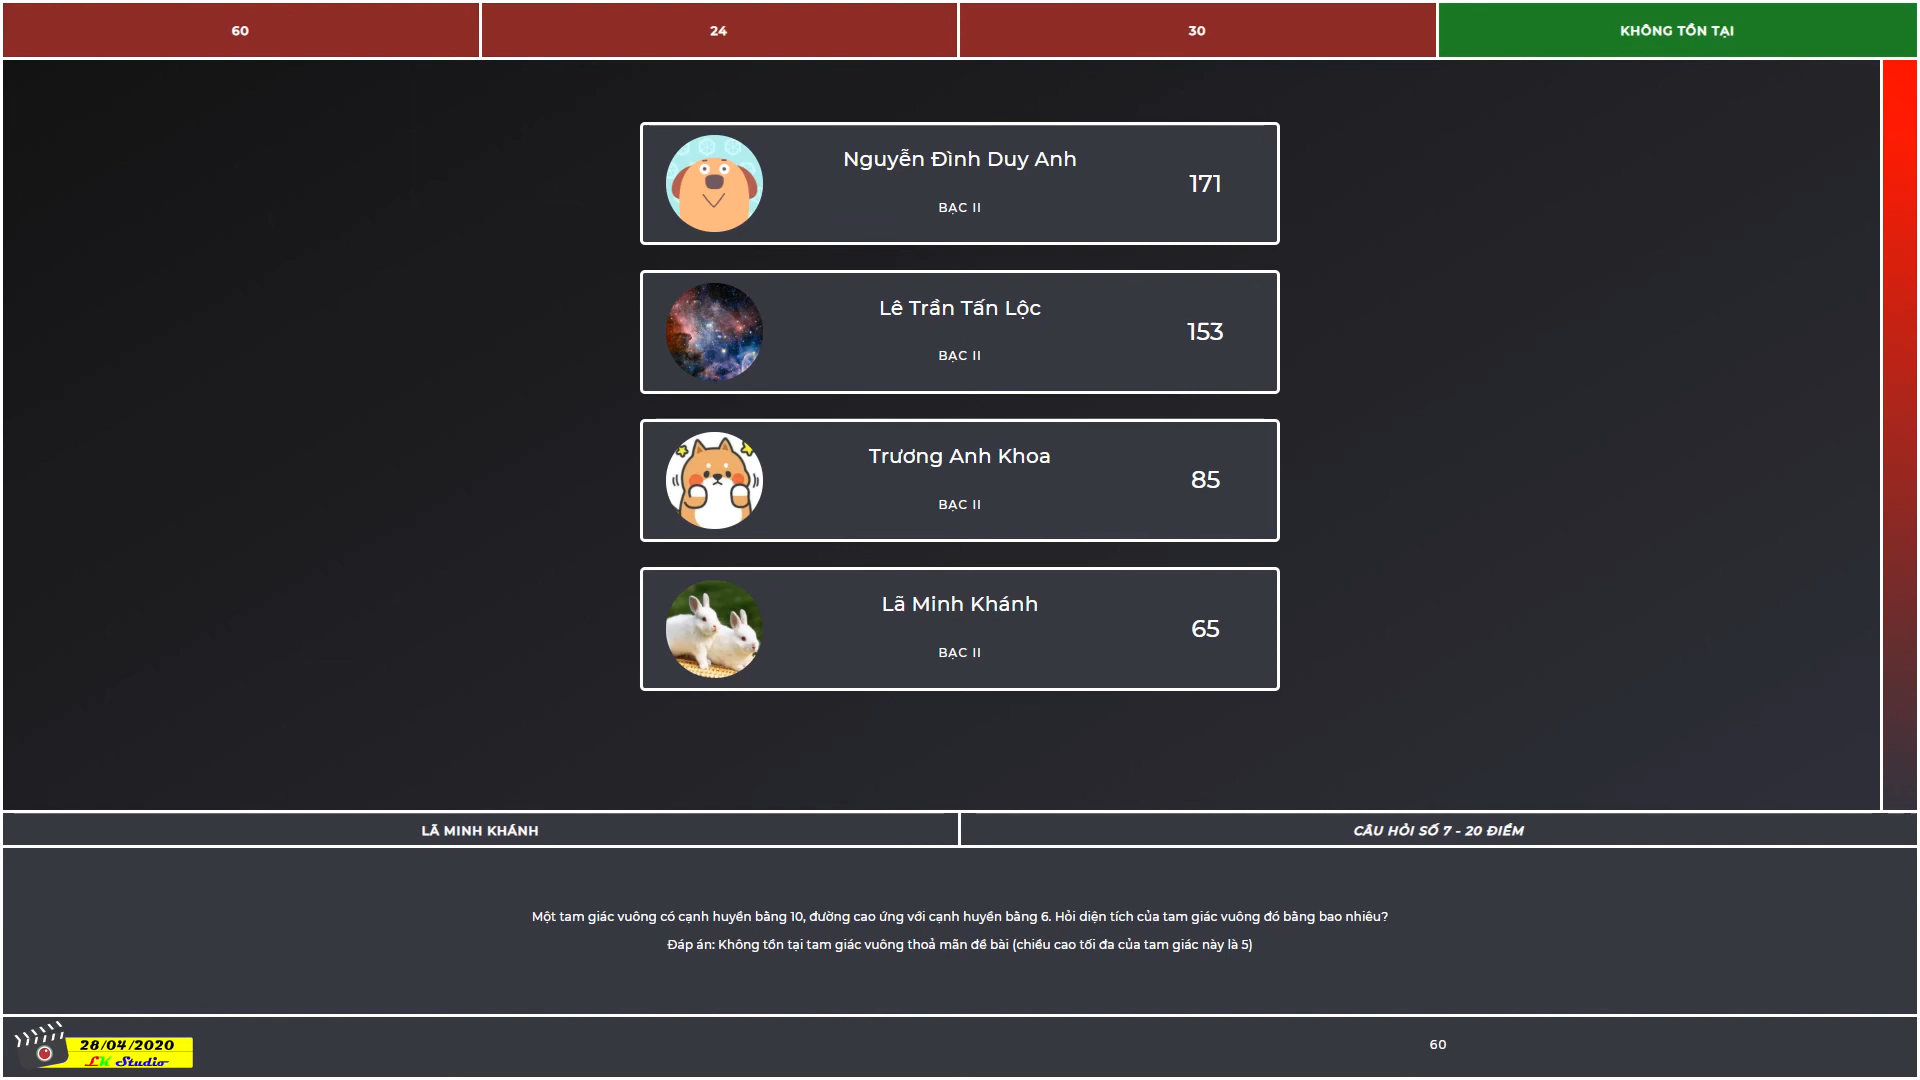 60
24
30
KHÔNG TỒN TẠI
Nguyễn Đình Duy Anh
171
BẠC II
Lê Trần Tấn Lộc
153
BẠC II
Trương Anh Khoa
85
BẠC II
Lã Minh Khánh
65
BẠC II
LÃ MINH KHÁNH
CÂU HỎI SỐ 7 - 20 ĐIỂM
Một tam giác vuông có cạnh huyền bằng 10, đường cao ứng với cạnh huyền bằng 6. Hỏi diện tích của tam giác vuông đó bằng bao nhiêu?
Đáp án: Không tồn tại tam giác vuông thoả mãn đề bài (chiều cao tối đa của tam giác này là 5)
28/04/2020
LK Studio
60